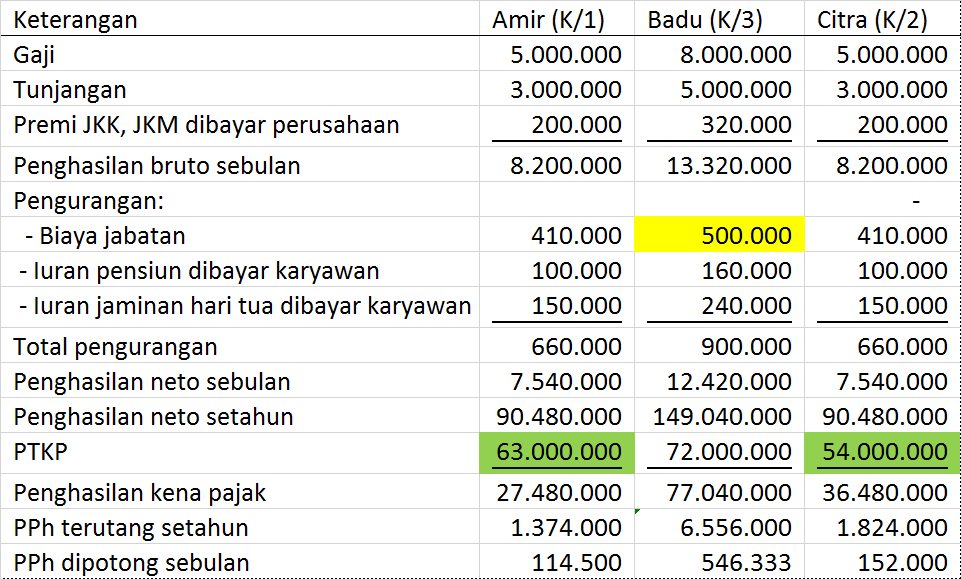 Keterangan Amir (K/1) Badu (K/3) Citra (K/2)
Gaji 5.000.000 8.000.000 5.000.000
Tunjangan 3.000.000 5.000.000 3.000.000
Premi JKK, JKM dibayar perusahaan 200.000 320.000 200.000
Penghasilan bruto sebulan 8.200.000 13.320.000 8.200.000
Pengurangan: -
- Biaya jabatan 410.000 500.000 410.000
- Iuran pensiun dibayar karyawan 100.000 160.000 100.000
- Iuran jaminan hari tua dibayar karyawan 150.000 240.000 150.000
Total pengurangan 660.000 900.000 660.000
Penghasilan neto sebulan 7.540.000 12.420.000 7.540.000
Penghasilan neto setahun 90.480.000 149.040.000 90.480.000
PTKP 63.000.000 72.000.000 54.000.000
Penghasilan kena pajak 27.480.000 77.040.000 36.480.000
PPh terutang setahun 1.374.000 6.556.000 1.824.000
PPh dipotong sebulan 114.500 546.333 152.000